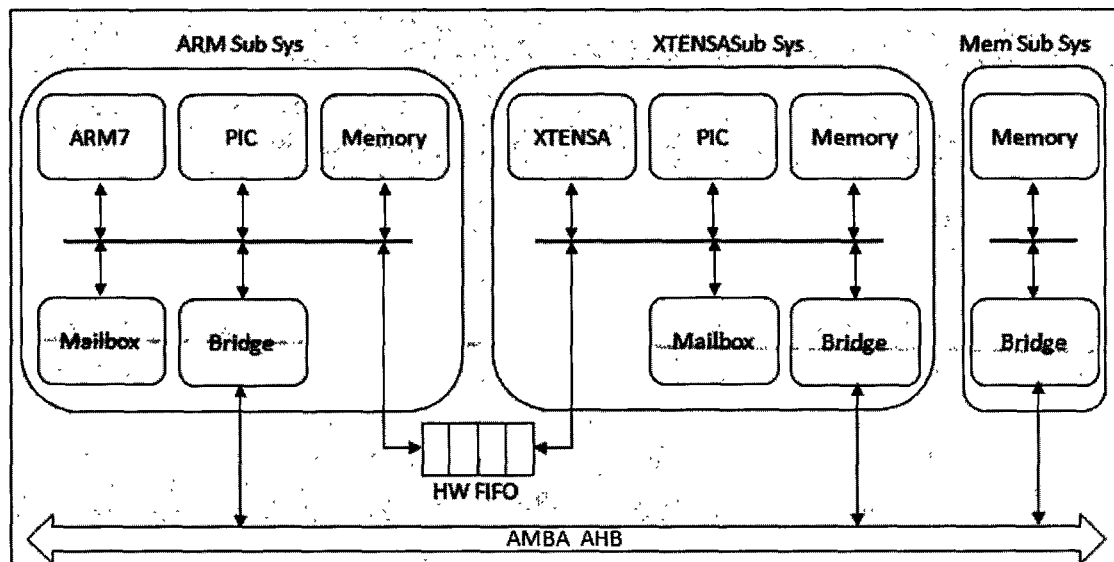 ARM Sub Sys XTENSASub Sys Mem Sub Sys
ARM7 PIC Memory XTENSA PIC Memory Memory
Mailbox Bridge Mailbox Bridge Bridge
HW FIFO
AMBA AHB